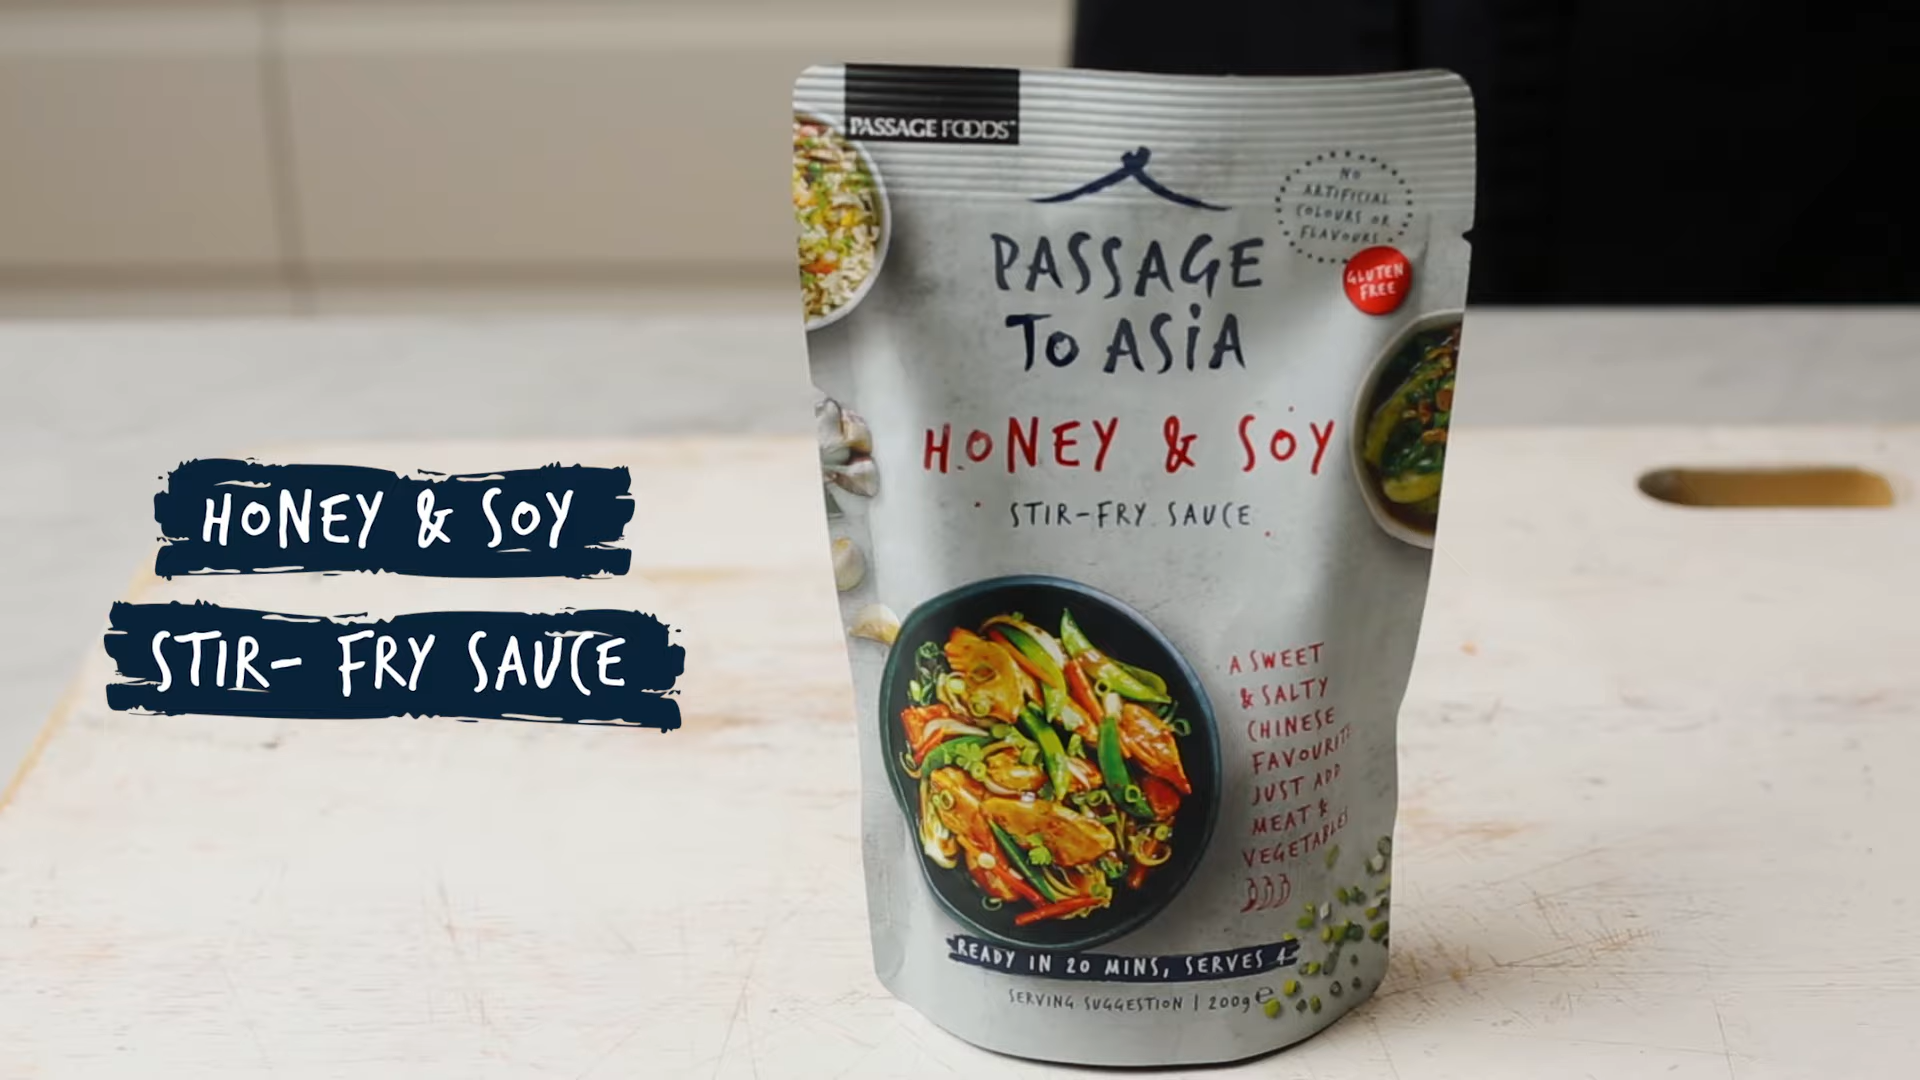 HONEY & SOY
STIR- FRY SAUCE
PASSAGE FOODS™
NO
ARTIFICIAL
COLOURS OR
FLAVOURS
GLUTEN
FREE
PASSAGE
TO ASiA
HONEY & SOY
STIR-FRY SAUCE
A SWEET
& SALTY
CHINESE
FAVOURITE
JUST ADD
MEAT &
VEGETABLES
READY IN 20 MINS, SERVES 4
SERVING SUGGESTION | 200g ℮